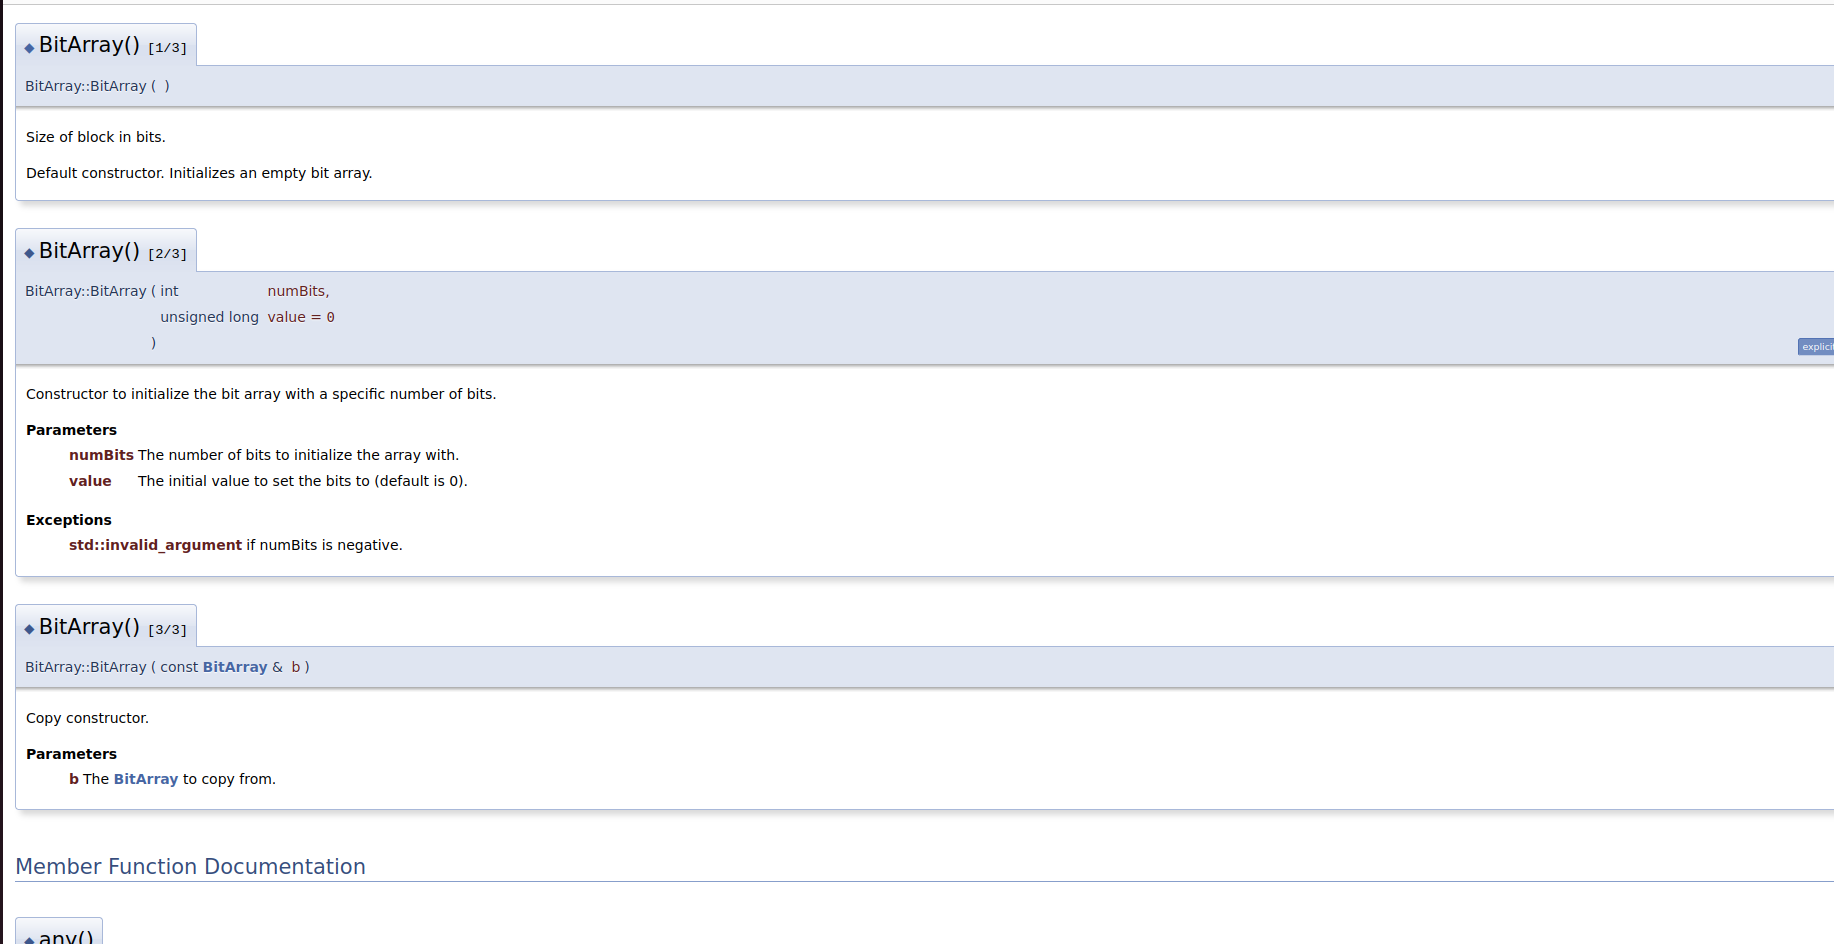 ◆ BitArray() [1/3]
BitArray::BitArray ( )
Size of block in bits.
Default constructor. Initializes an empty bit array.
◆ BitArray() [2/3]
BitArray::BitArray ( int numBits,
unsigned long value = 0
)
explicit
Constructor to initialize the bit array with a specific number of bits.
Parameters
numBits The number of bits to initialize the array with.
value The initial value to set the bits to (default is 0).
Exceptions
std::invalid_argument if numBits is negative.
◆ BitArray() [3/3]
BitArray::BitArray ( const BitArray & b )
Copy constructor.
Parameters
b The BitArray to copy from.
Member Function Documentation
◆ any()